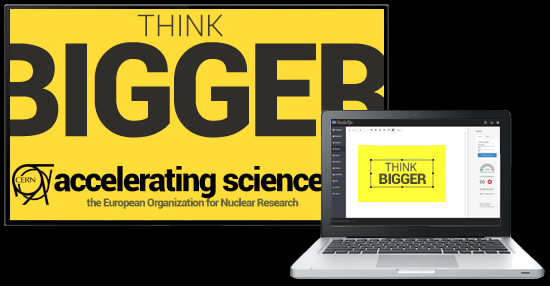 THINK
BIGGER
CERN
accelerating science
the European Organization for Nuclear Research
THINK
BIGGER